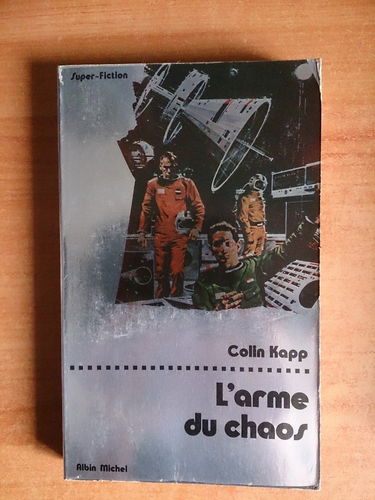 Super-Fiction
Colin Kapp
L'arme
du chaos
Albin Michel